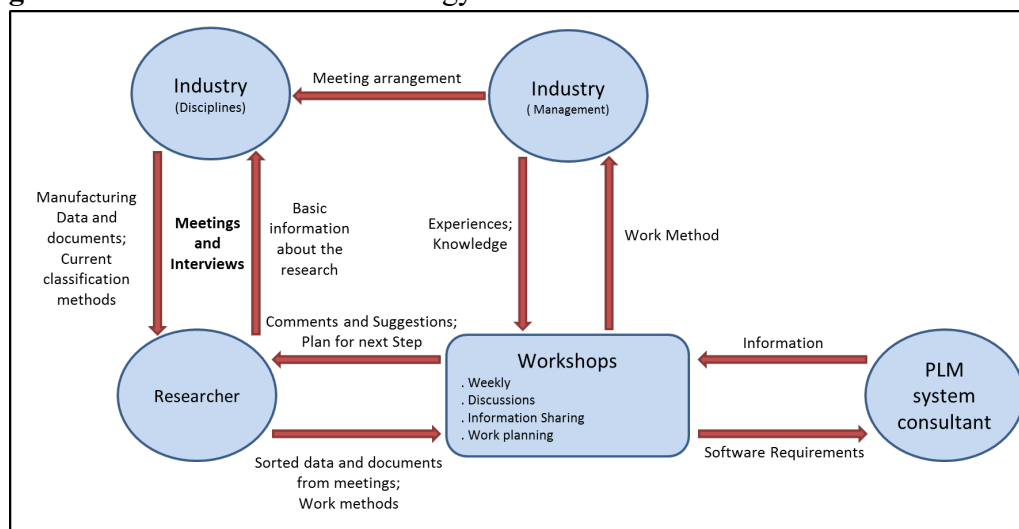 Industry
(Disciplines)
Meeting arrangement
Industry
( Management)
Manufacturing
Data and
documents;
Current
classification
methods
Meetings
and
Interviews
Basic
information
about the
research
Experiences;
Knowledge
Work Method
Comments and Suggestions;
Plan for next Step
Researcher
Workshops
. Weekly
. Discussions
. Information Sharing
. Work planning
Information
PLM
system
consultant
Sorted data and documents
from meetings;
Work methods
Software Requirements